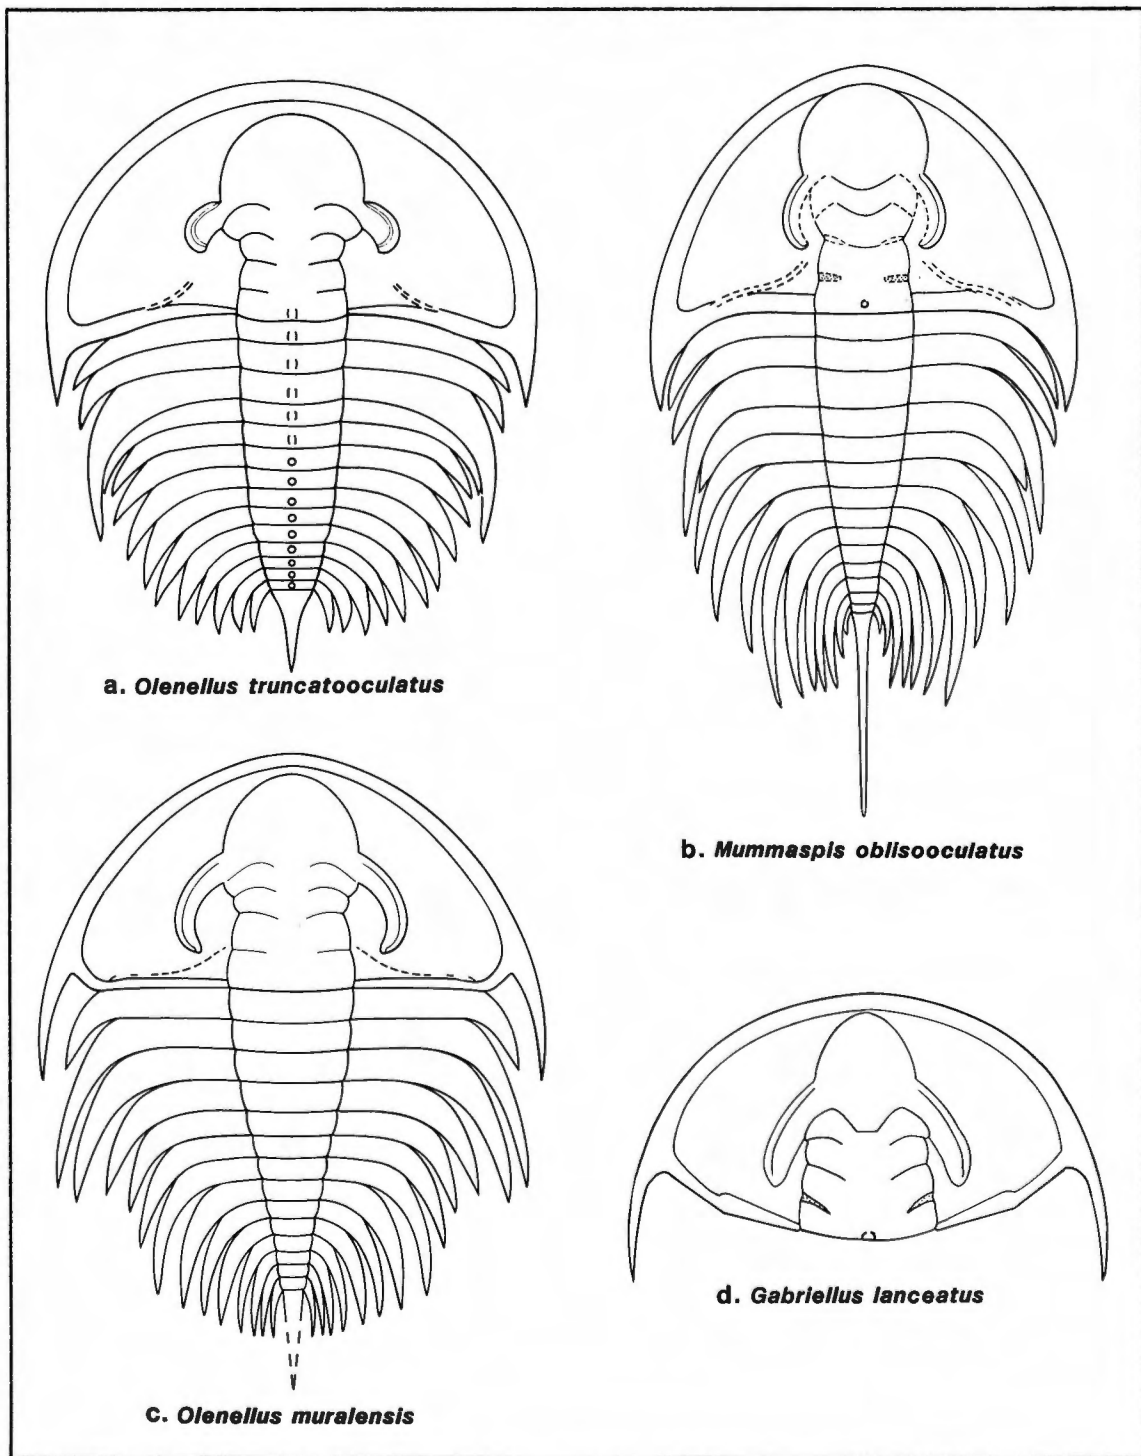 a. Olenellus truncatooculatus
b. Mummaspis oblisooculatus
c. Olenellus muralensis
d. Gabriellus lanceatus